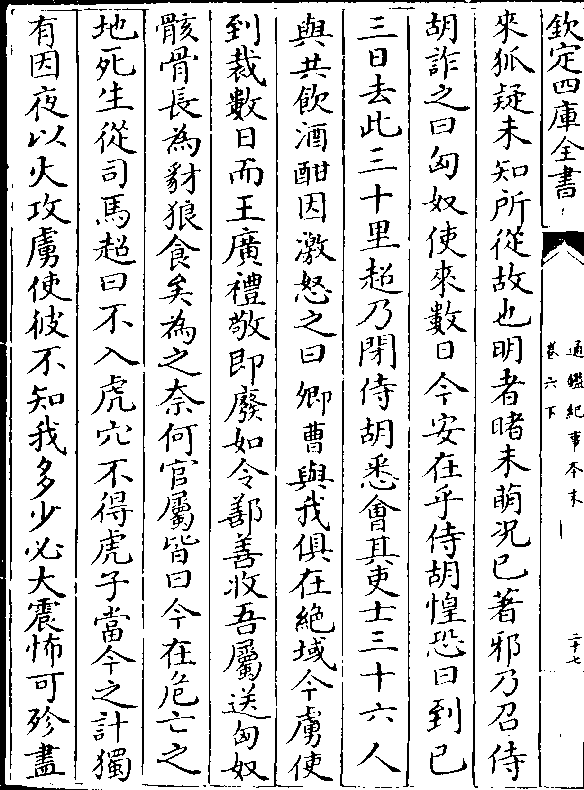 欽定四庫全書
通鑑紀事本末
卷六下
二十七
來狐疑未知所從故也明者睹未萌况已著邪乃召侍
胡詐之曰匈奴使來數日今安在乎侍胡惶恐曰到已
三日去此三十里超乃閉侍胡悉㑹其吏士三十六人
與共飲酒酣因激怒之曰卿曹與我俱在絶域今虜使
到裁數日而王廣禮敬即廢如令鄯善收吾屬送匈奴
骸骨長為豺狼食矣為之奈何官屬皆曰今在危亡之
地死生從司馬超曰不入虎穴不得虎子當今之計獨
有因夜以火攻虜使彼不知我多少必大震怖可殄盡